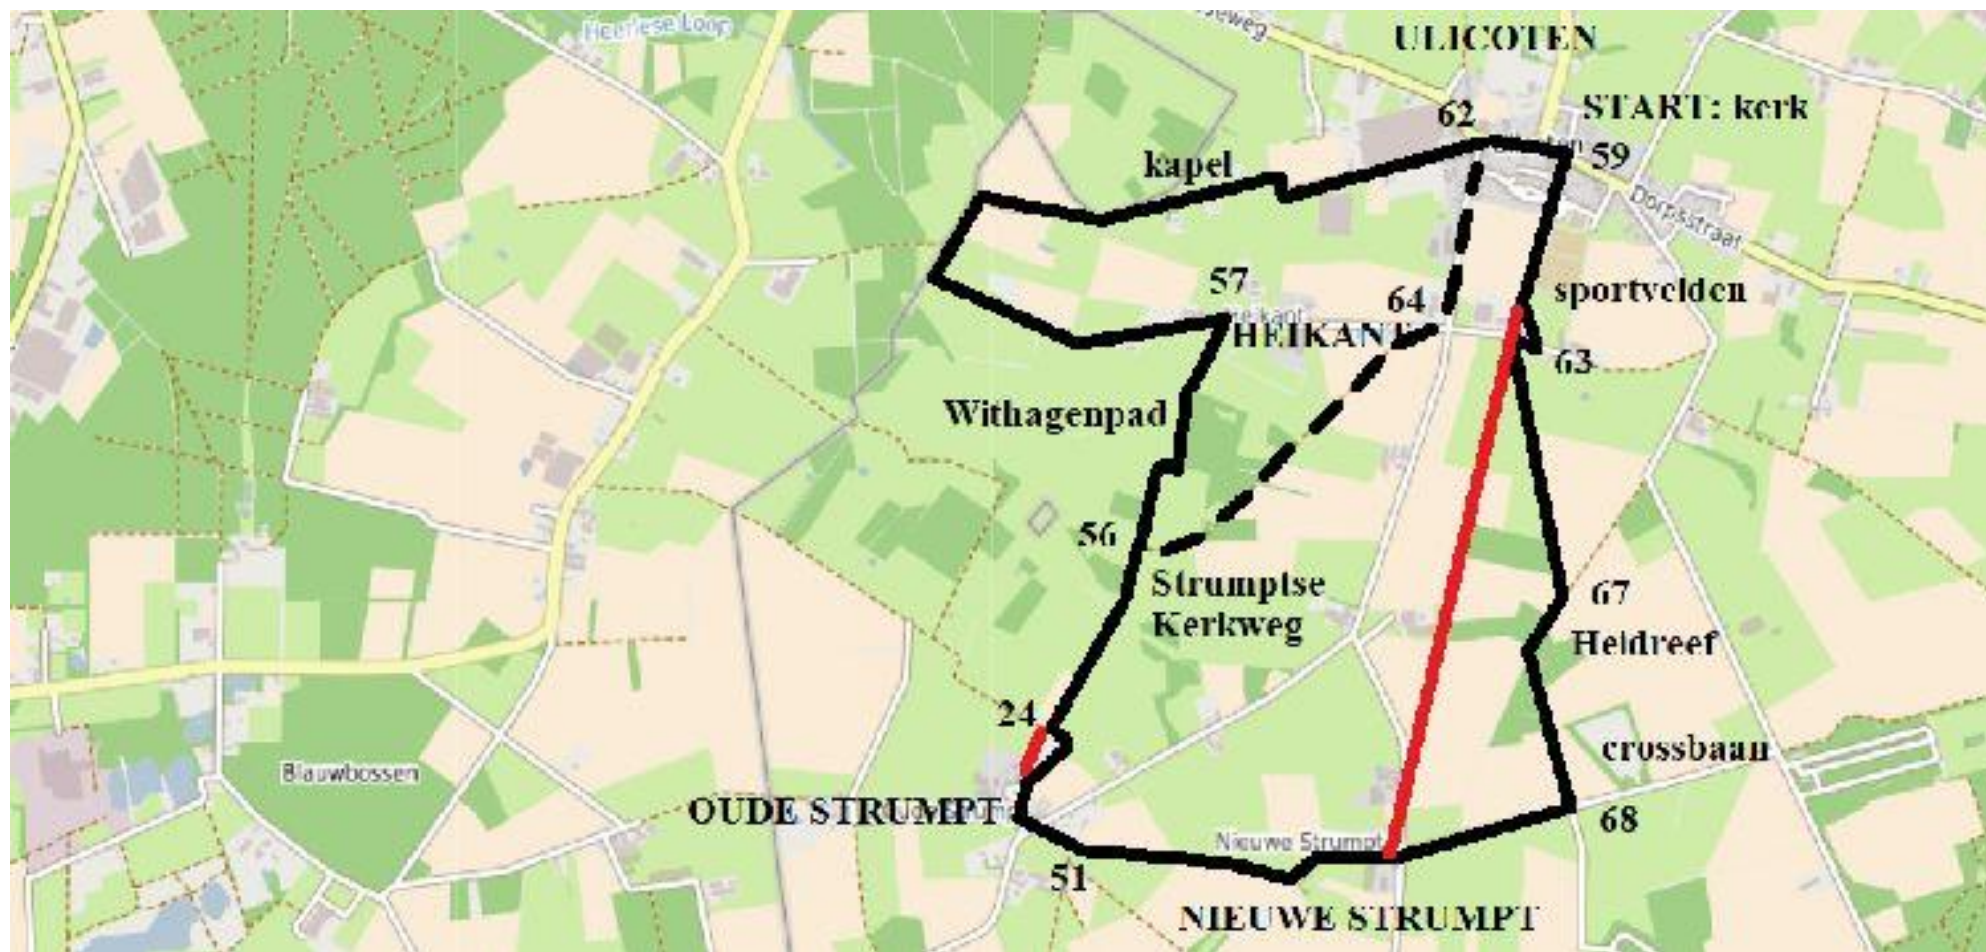 Heerlese Loop
ULICOTEN
62
START: kerk
59
kapel
Dorpsstraat
57
64
sportvelden
HEIKANT
63
Withagenpad
56
Strumptse
Kerkweg
67
Heidreef
24
crossbaan
Blauwbossen
OUDE STRUMPT
68
Nieuwe Strumpt
51
NIEUWE STRUMPT